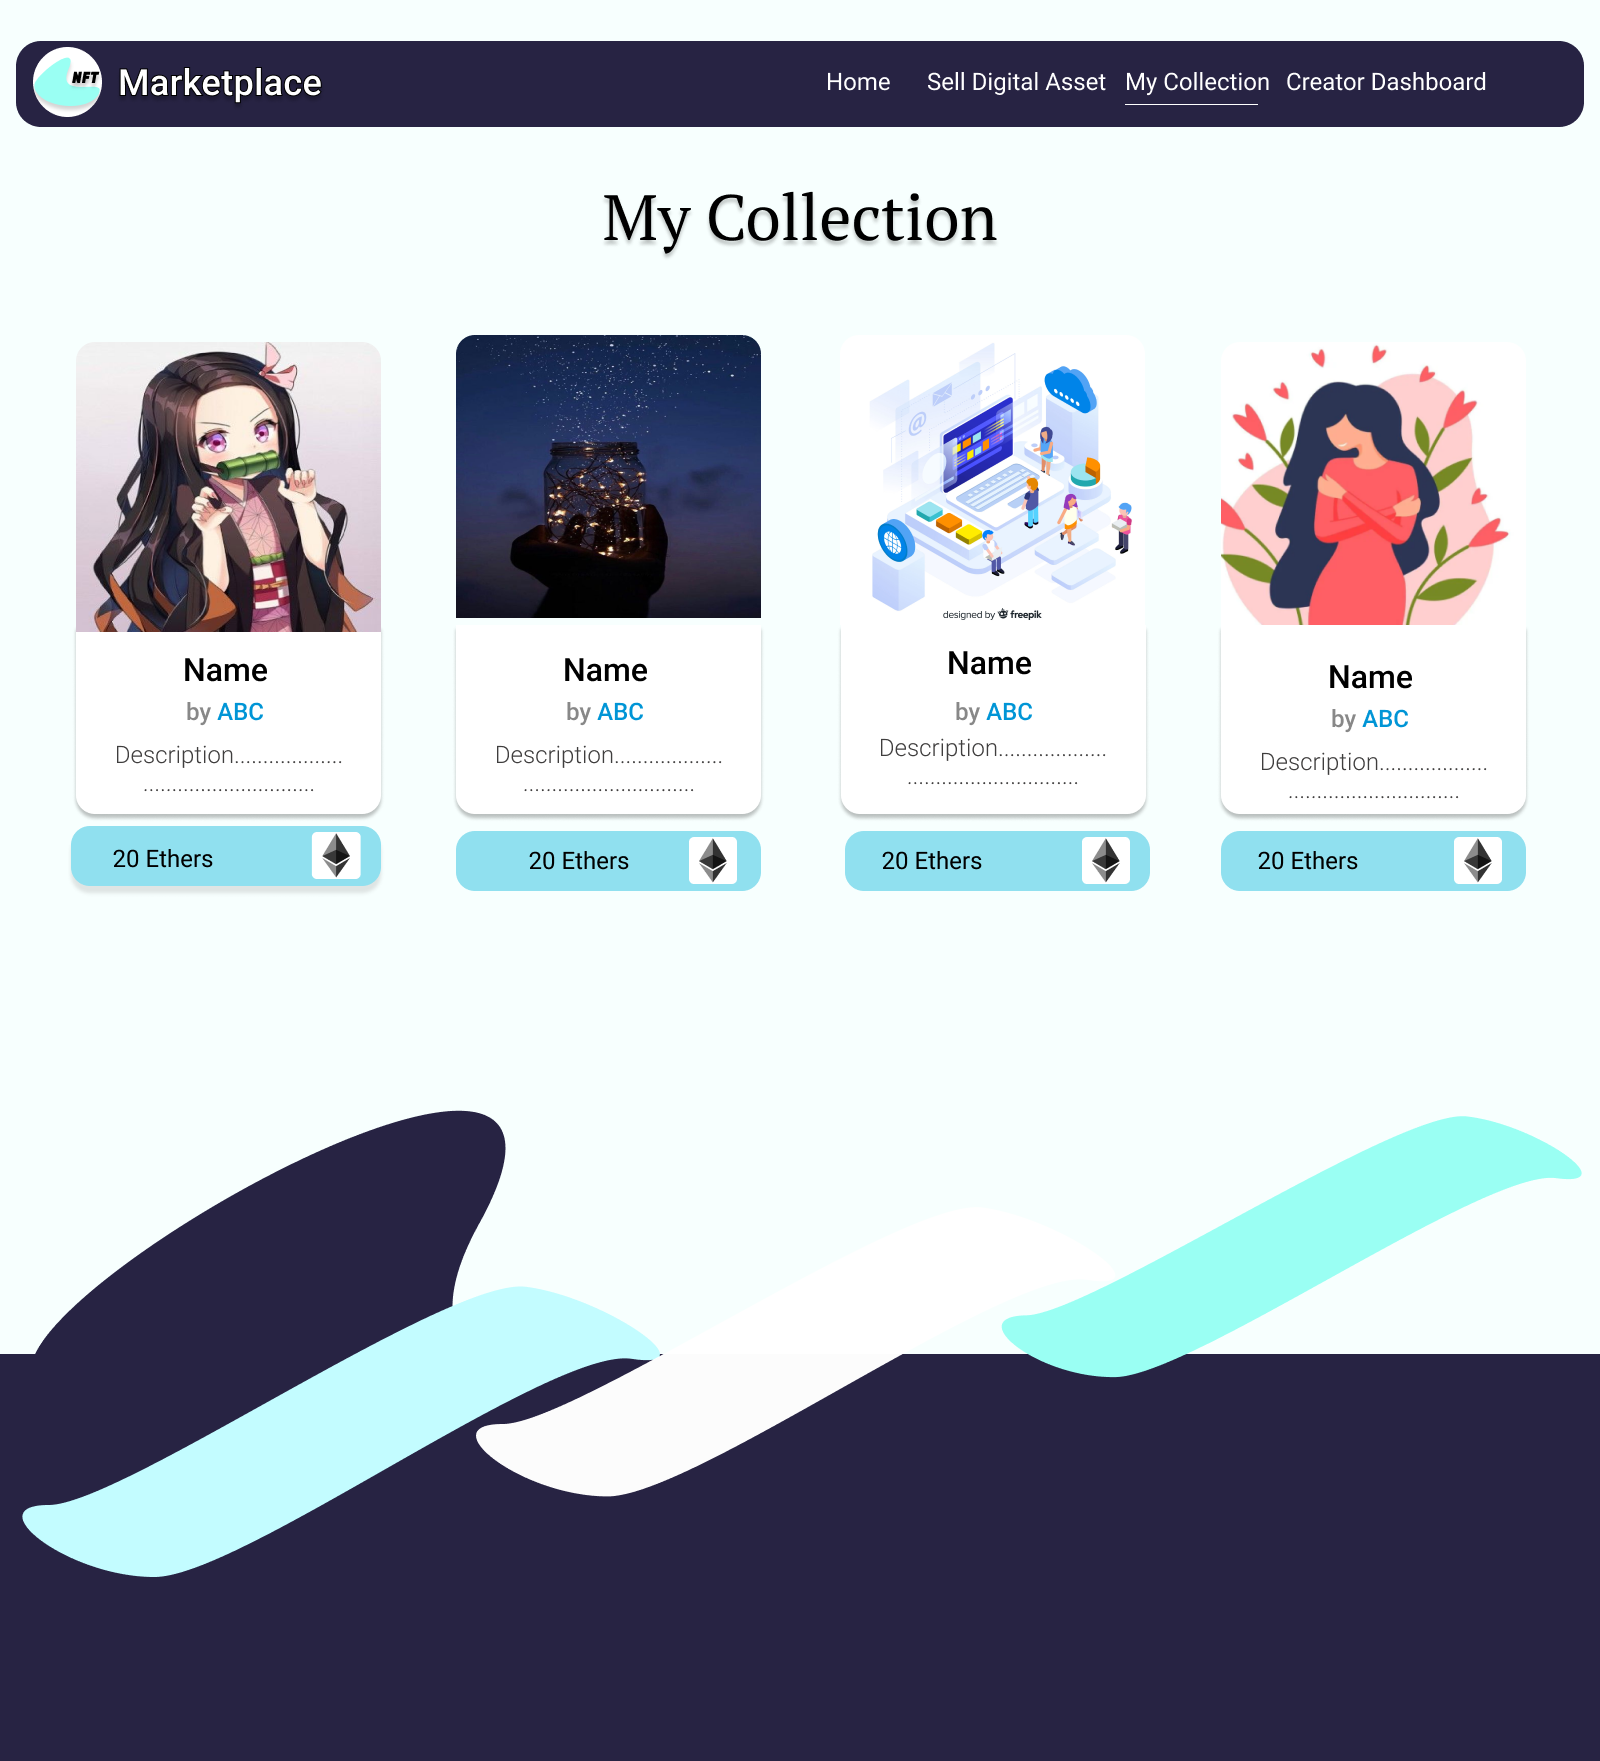 NFT
Marketplace
Home Sell Digital Asset My Collection Creator Dashboard
My Collection
@
designed by freepik
Name
by ABC
Description...................
..............................
20 Ethers
Name
by ABC
Description...................
..............................
20 Ethers
Name
by ABC
Description...................
..............................
20 Ethers
Name
by ABC
Description...................
..............................
20 Ethers